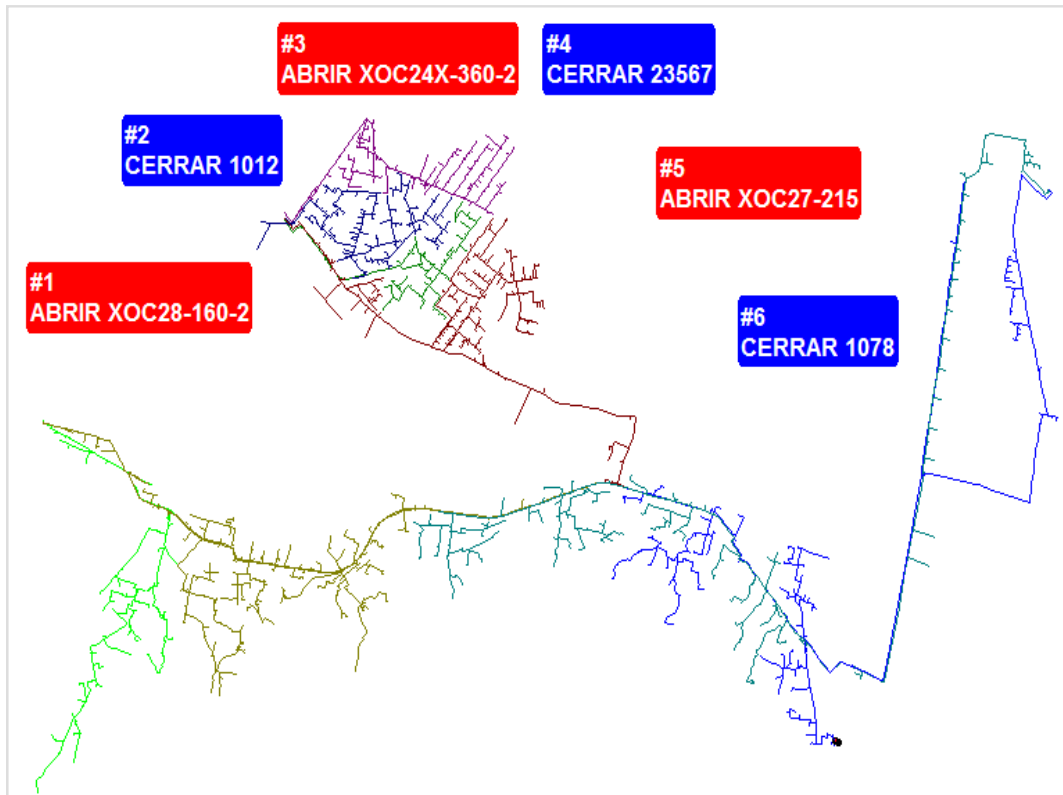 #1
ABRIR XOC28-160-2
#2
CERRAR 1012
#3
ABRIR XOC24X-360-2
#4
CERRAR 23567
#5
ABRIR XOC27-215
#6
CERRAR 1078